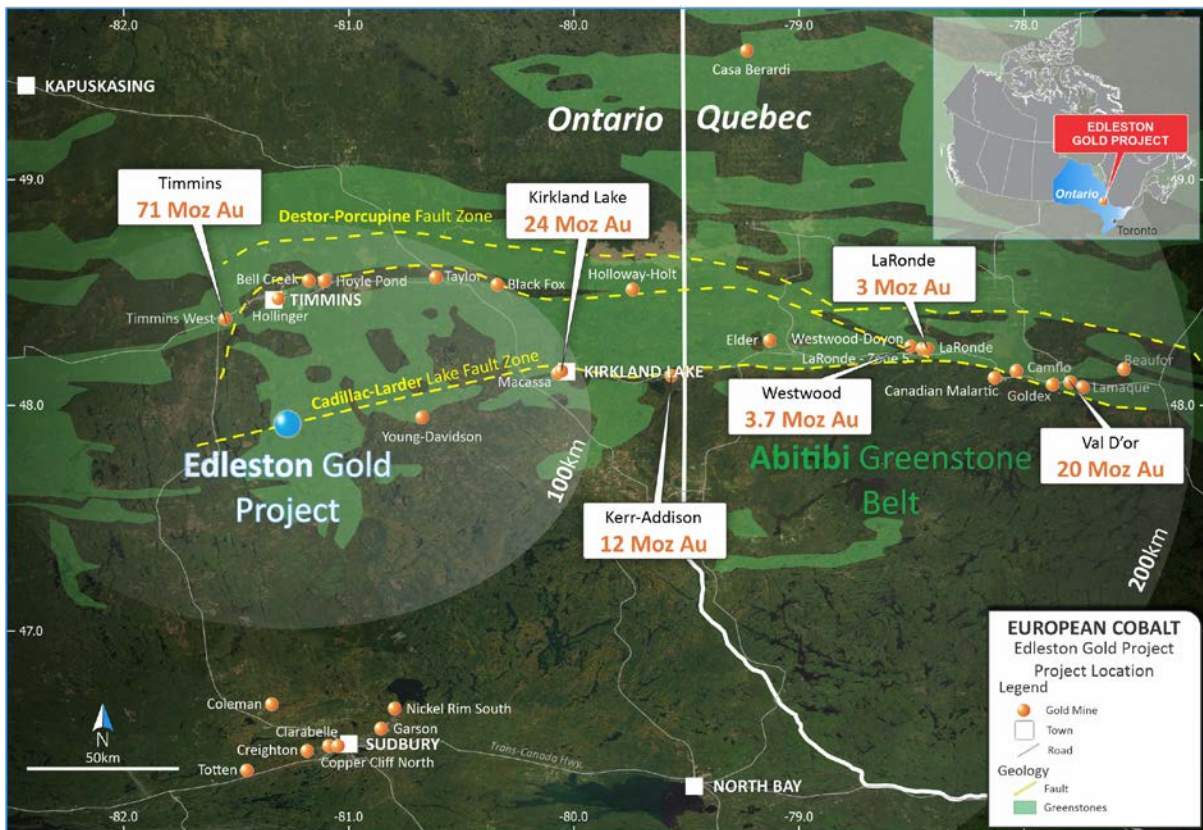 -82.0
-81.0
-80.0
-79.0
-78.0
KAPUSKASING
Casa Berardi
Ontario
Quebec
EDLESTON
GOLD PROJECT
Ontario
Toronto
49.0
49.0
Timmins
71 Moz Au
Destor-Porcupine Fault Zone
Kirkland Lake
24 Moz Au
Bell Creek
Hoyle Pond
Taylor
Black Fox
Holloway-Holt
LaRonde
3 Moz Au
TIMMINS
Hollinger
Timmins West
Elder
Westwood-Doyon
LaRonde
LaRonde - Zone 5
Cadillac-Larder Lake Fault Zone
Macassa
KIRKLAND LAKE
Camflo
Beaufor
Canadian Malartic
Goldex
Lamaque
48.0
48.0
Westwood
3.7 Moz Au
Young-Davidson
Edleston Gold
Project
100km
Abitibi Greenstone
Belt
Val D'or
20 Moz Au
Kerr-Addison
12 Moz Au
200km
47.0
EUROPEAN COBALT
Edleston Gold Project
Project Location
Legend
Gold Mine
Town
Road
Geology
Fault
Greenstones
N
50km
Coleman
Nickel Rim South
Clarabelle
Garson
Creighton
SUDBURY
Copper Cliff North
Totten
Trans-Canada Hwy.
NORTH BAY
-82.0
-81.0
-80.0
-79.0